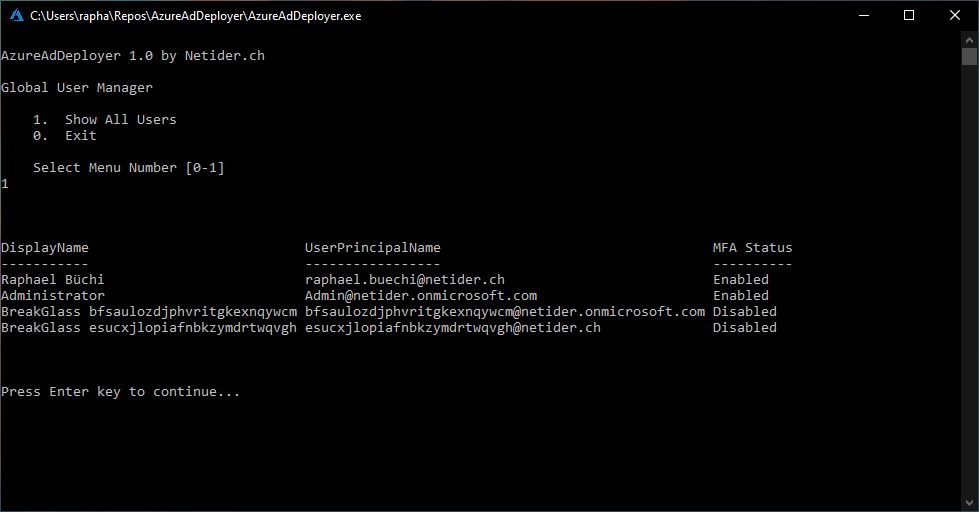 C:\Users\rapha\Repos\AzureAdDeployer\AzureAdDeployer.exe
AzureAdDeployer 1.0 by Netider.ch
Global User Manager
1. Show All Users
0. Exit
Select Menu Number [0-1]
1
DisplayName UserPrincipalName MFA Status
----------- ----------------- ----------
Raphael Büchi raphael.buechi@netider.ch Enabled
Administrator Admin@netider.onmicrosoft.com Enabled
BreakGlass bfsaulozdjphvritgkexnqywcm bfsaulozdjphvritgkexnqywcm@netider.onmicrosoft.com Disabled
BreakGlass esucxjlopiafnbkzymdrtwqvgh esucxjlopiafnbkzymdrtwqvgh@netider.ch Disabled
Press Enter key to continue...